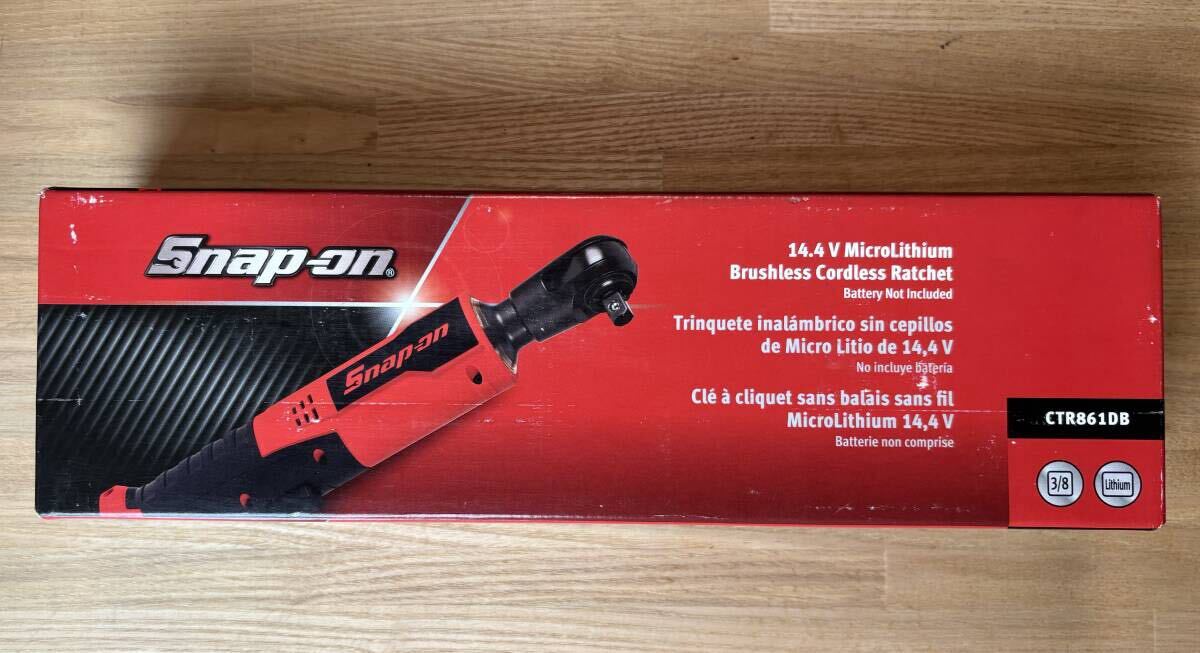 Snap-on®
Snap-on
14.4 V MicroLithium
Brushless Cordless Ratchet
Battery Not Included
Trinquete inalámbrico sin cepillos
de Micro Litio de 14,4 V
No incluye batería
Clé à cliquet sans balais sans fil
MicroLithium 14,4 V
Batterie non comprise
CTR861DB
3/8
Lithium